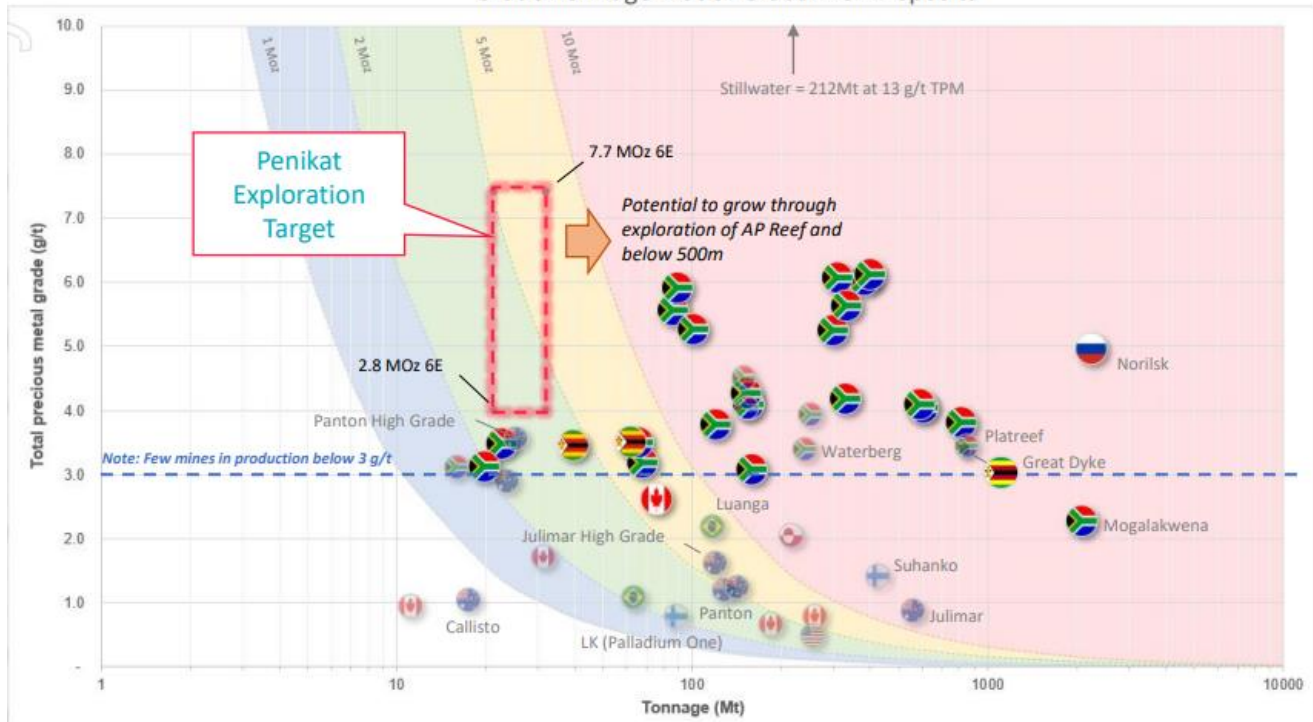 1 Moz
2 Moz
5 Moz
10 Moz
Stillwater = 212Mt at 13 g/t TPM
Penikat
Exploration
Target
7.7 MOz 6E
Potential to grow through
exploration of AP Reef and
below 500m
2.8 MOz 6E
Panton High Grade
Note: Few mines in production below 3 g/t
Norilsk
Waterberg
Platreef
Great Dyke
Luanga
Mogalakwena
Julimar High Grade
Suhanko
Panton
Julimar
Callisto
LK (Palladium One)
Total precious metal grade (g/t)
10.0
9.0
8.0
7.0
6.0
5.0
4.0
3.0
2.0
1.0
-
1
10
100
1000
10000
Tonnage (Mt)